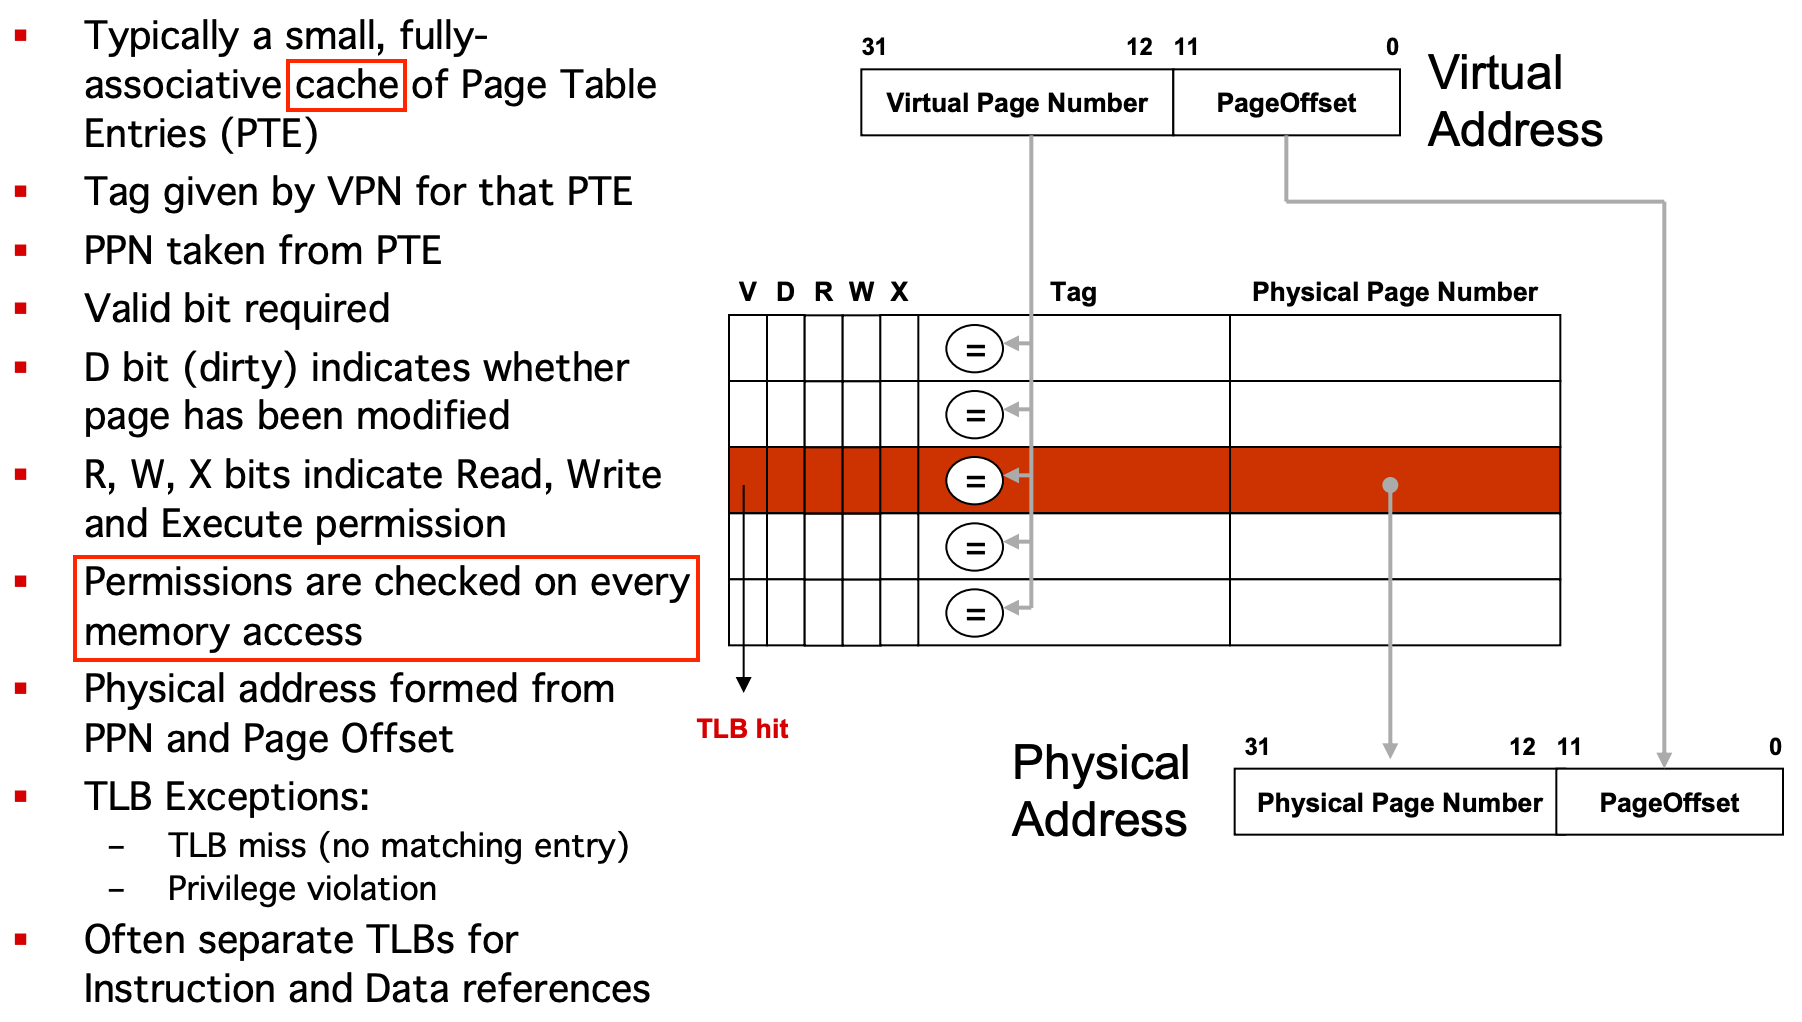 ▪ Typically a small, fully-
associative cache of Page Table
Entries (PTE)
▪ Tag given by VPN for that PTE
▪ PPN taken from PTE
▪ Valid bit required
▪ D bit (dirty) indicates whether
page has been modified
▪ R, W, X bits indicate Read, Write
and Execute permission
▪ Permissions are checked on every
memory access
▪ Physical address formed from
PPN and Page Offset
▪ TLB Exceptions:
– TLB miss (no matching entry)
– Privilege violation
▪ Often separate TLBs for
Instruction and Data references
31 12 11 0
Virtual Page Number PageOffset
Virtual
Address
V D R W X Tag Physical Page Number
=
=
=
=
=
TLB hit
Physical
Address
31 12 11 0
Physical Page Number PageOffset